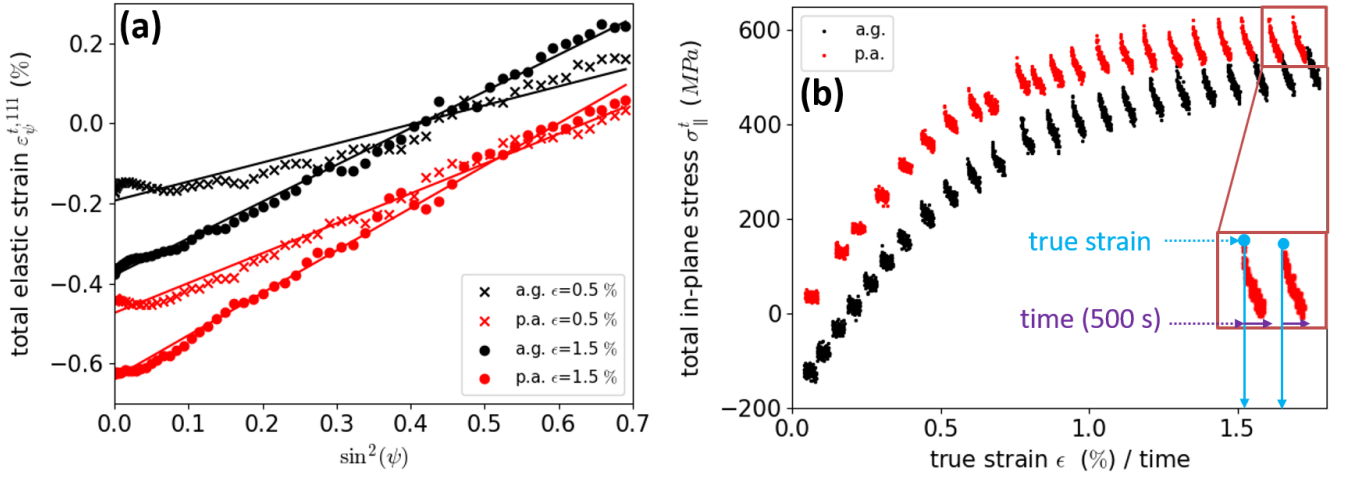 (a)
total elastic strain ε_ψ^{t,111} (%)
0.2
0.0
−0.2
−0.4
−0.6
× a.g. ϵ=0.5 %
× p.a. ϵ=0.5 %
● a.g. ϵ=1.5 %
● p.a. ϵ=1.5 %
0.0 0.1 0.2 0.3 0.4 0.5 0.6 0.7
sin²(ψ)
(b)
total in-plane stress σ_∥^t (MPa)
600
400
200
0
−200
a.g.
p.a.
true strain
time (500 s)
0.0 0.5 1.0 1.5
true strain ϵ (%) / time